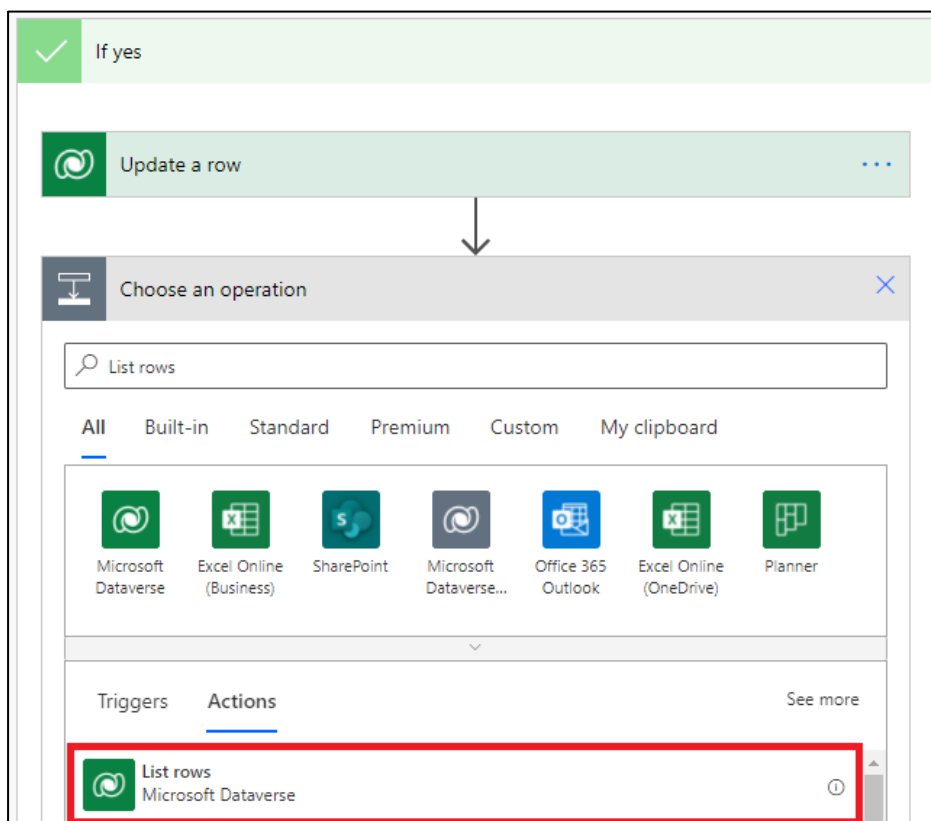 If yes
Update a row
Choose an operation
List rows
All Built-in Standard Premium Custom My clipboard
Microsoft Dataverse
Excel Online (Business)
SharePoint
Microsoft Dataverse...
Office 365 Outlook
Excel Online (OneDrive)
Planner
Triggers Actions See more
List rows
Microsoft Dataverse